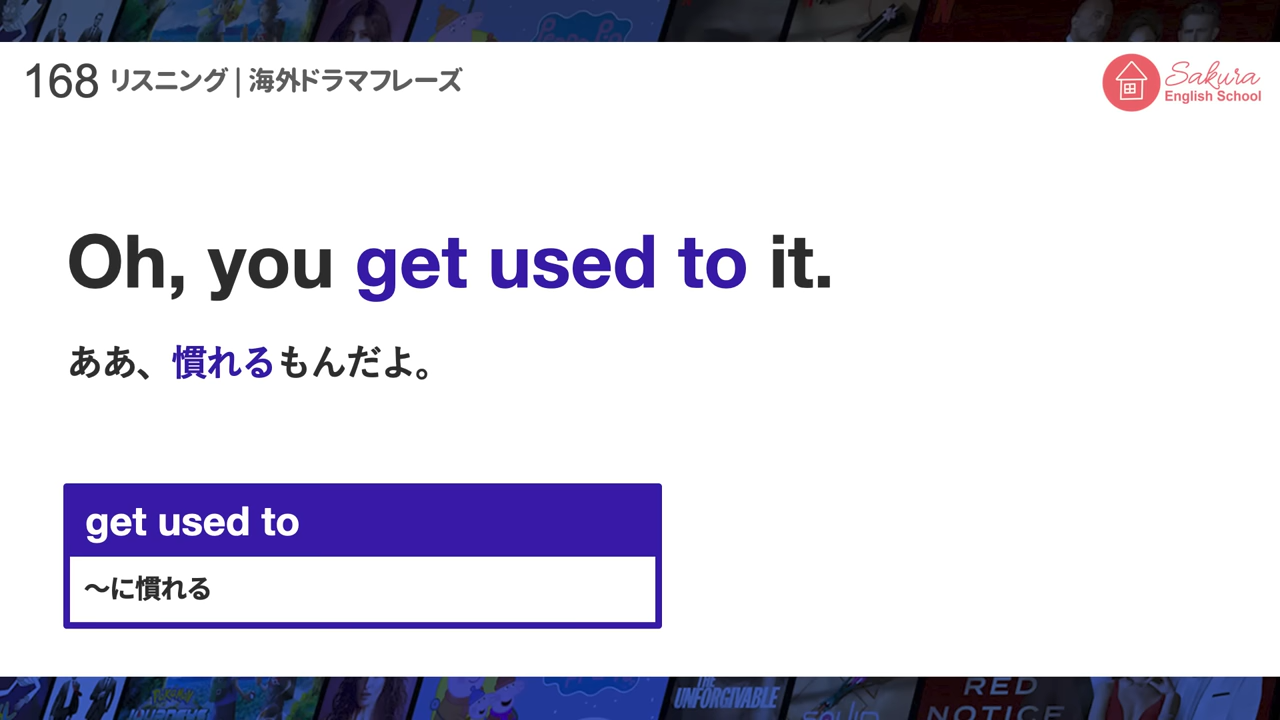 168 リスニング | 海外ドラマフレーズ
Sakura
English School
Oh, you get used to it.
ああ、慣れるもんだよ。
get used to
〜に慣れる
THE
UNFORGIVABLE
RED
NOTICE